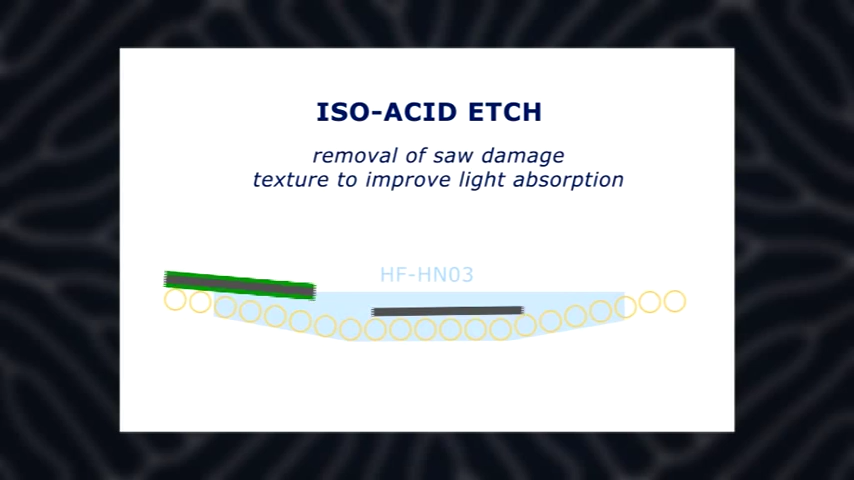 ISO-ACID ETCH
removal of saw damage
texture to improve light absorption
HF-HN03